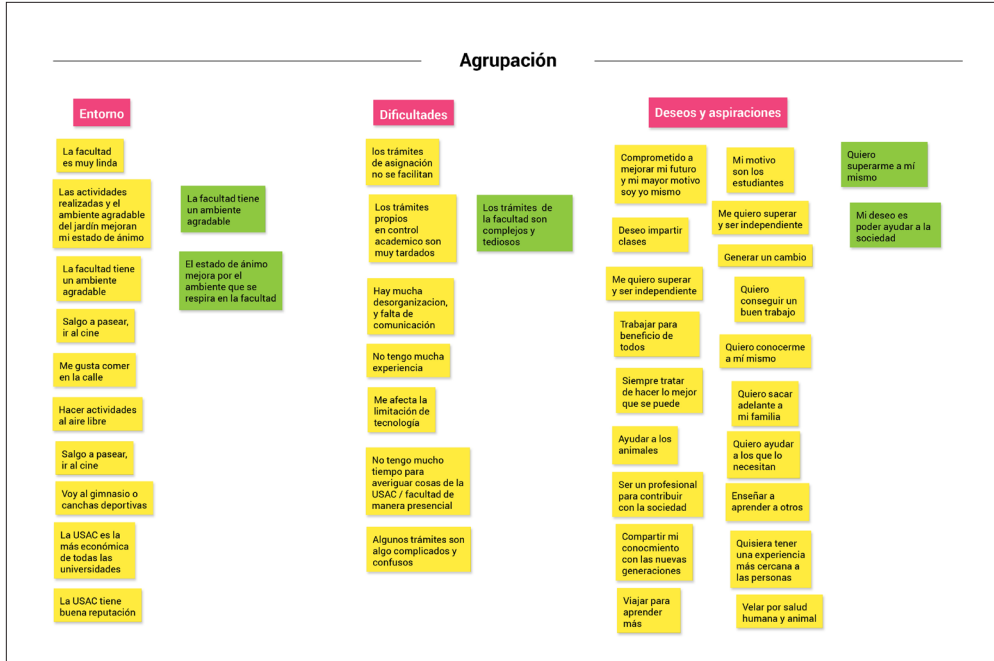 Agrupación
Entorno
La facultad
es muy linda
Las actividades
realizadas y el
ambiente agradable
del jardín mejoran
mi estado de ánimo
La facultad tiene
un ambiente
agradable
Salgo a pasear,
ir al cine
Me gusta comer
en la calle
Hacer actividades
al aire libre
Salgo a pasear,
ir al cine
Voy al gimnasio o
canchas deportivas
La USAC es la
más económica
de todas las
universidades
La USAC tiene
buena reputación
La facultad tiene
un ambiente
agradable
El estado de ánimo
mejora por el
ambiente que se
respira en la facultad
Dificultades
los trámites
de asignación
no se facilitan
Los trámites
propios
en control
academico son
muy tardados
Hay mucha
desorganizacion,
y falta de
comunicación
No tengo mucha
experiencia
Me afecta la
limitación de
tecnología
No tengo mucho
tiempo para
averiguar cosas de la
USAC / facultad de
manera presencial
Algunos trámites son
algo complicados y
confusos
Los trámites de
la facultad son
complejos y
tediosos
Deseos y aspiraciones
Comprometido a
mejorar mi futuro
y mi mayor motivo
soy yo mismo
Deseo impartir
clases
Me quiero superar
y ser independiente
Trabajar para
beneficio de
todos
Siempre tratar
de hacer lo mejor
que se puede
Ayudar a los
animales
Ser un profesional
para contribuir
con la sociedad
Compartir mi
conocmiento
con las nuevas
generaciones
Viajar para
aprender
más
Mi motivo
son los
estudiantes
Me quiero superar
y ser independiente
Generar un cambio
Quiero
conseguir un
buen trabajo
Quiero conocerme
a mí mismo
Quiero sacar
adelante a
mi familia
Quiero ayudar
a los que lo
necesitan
Enseñar a
aprender a otros
Quisiera tener
una experiencia
más cercana a
las personas
Velar por salud
humana y animal
Quiero
superarme a mí
mismo
Mi deseo es
poder ayudar a la
sociedad